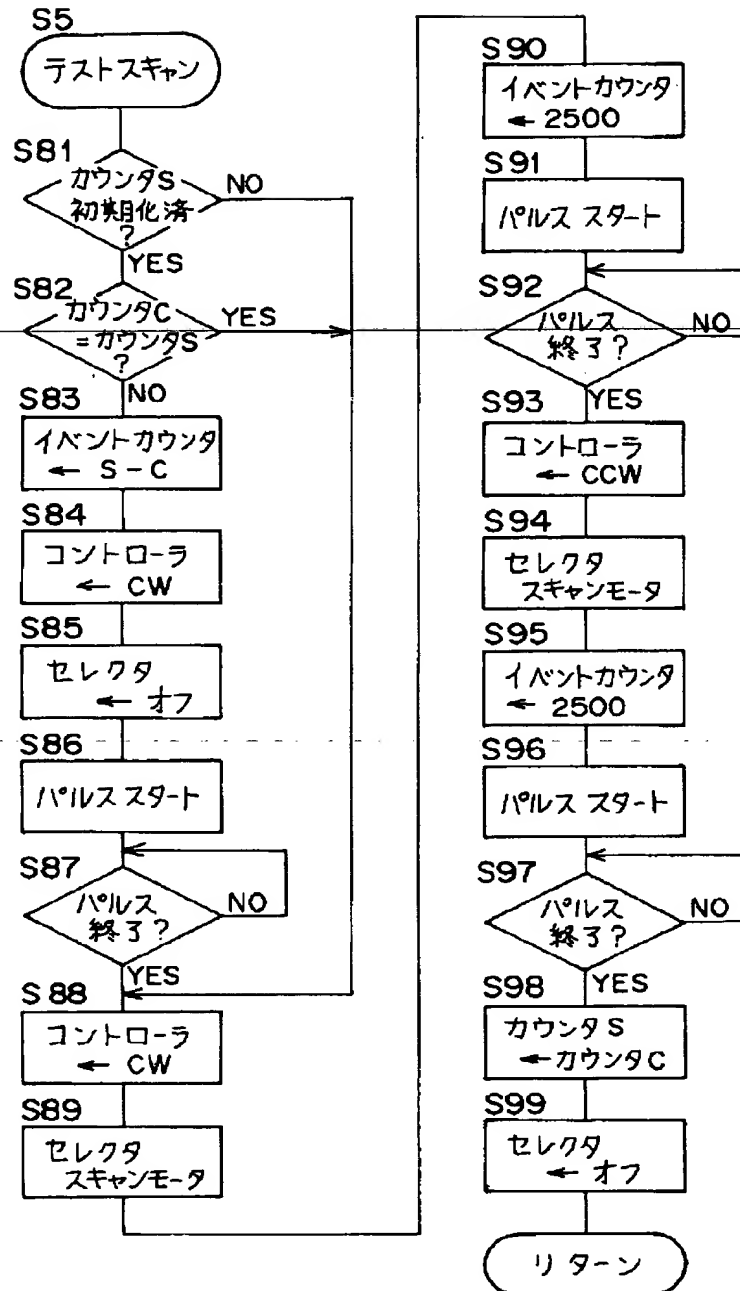 S5
テストスキャン
S81
カウンタS
初期化済
?
NO
YES
S82
カウンタC
=カウンタS
?
YES
NO
S83
イベントカウンタ
← S-C
S84
コントローラ
← CW
S85
セレクタ
← オフ
S86
パルス スタート
S87
パルス
終了?
NO
YES
S88
コントローラ
← CW
S89
セレクタ
スキャンモータ
S90
イベントカウンタ
← 2500
S91
パルス スタート
S92
パルス
終了?
NO
YES
S93
コントローラ
← CCW
S94
セレクタ
スキャンモータ
S95
イベントカウンタ
← 2500
S96
パルス スタート
S97
パルス
終了?
NO
YES
S98
カウンタS
←カウンタC
S99
セレクタ
← オフ
リターン